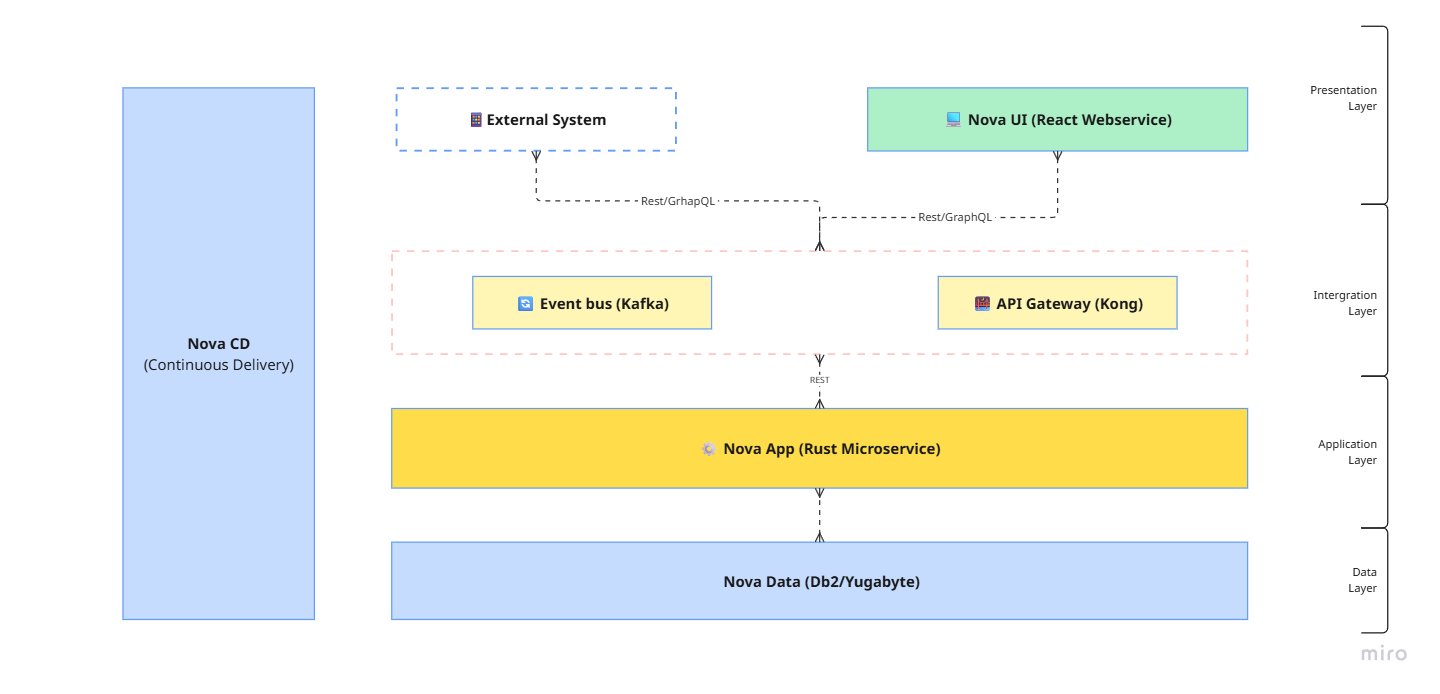 External System
Nova UI (React Webservice)
Presentation
Layer
Rest/GrhapQL
Rest/GraphQL
Event bus (Kafka)
API Gateway (Kong)
Intergration
Layer
Nova CD
(Continuous Delivery)
REST
Nova App (Rust Microservice)
Application
Layer
Nova Data (Db2/Yugabyte)
Data
Layer
miro